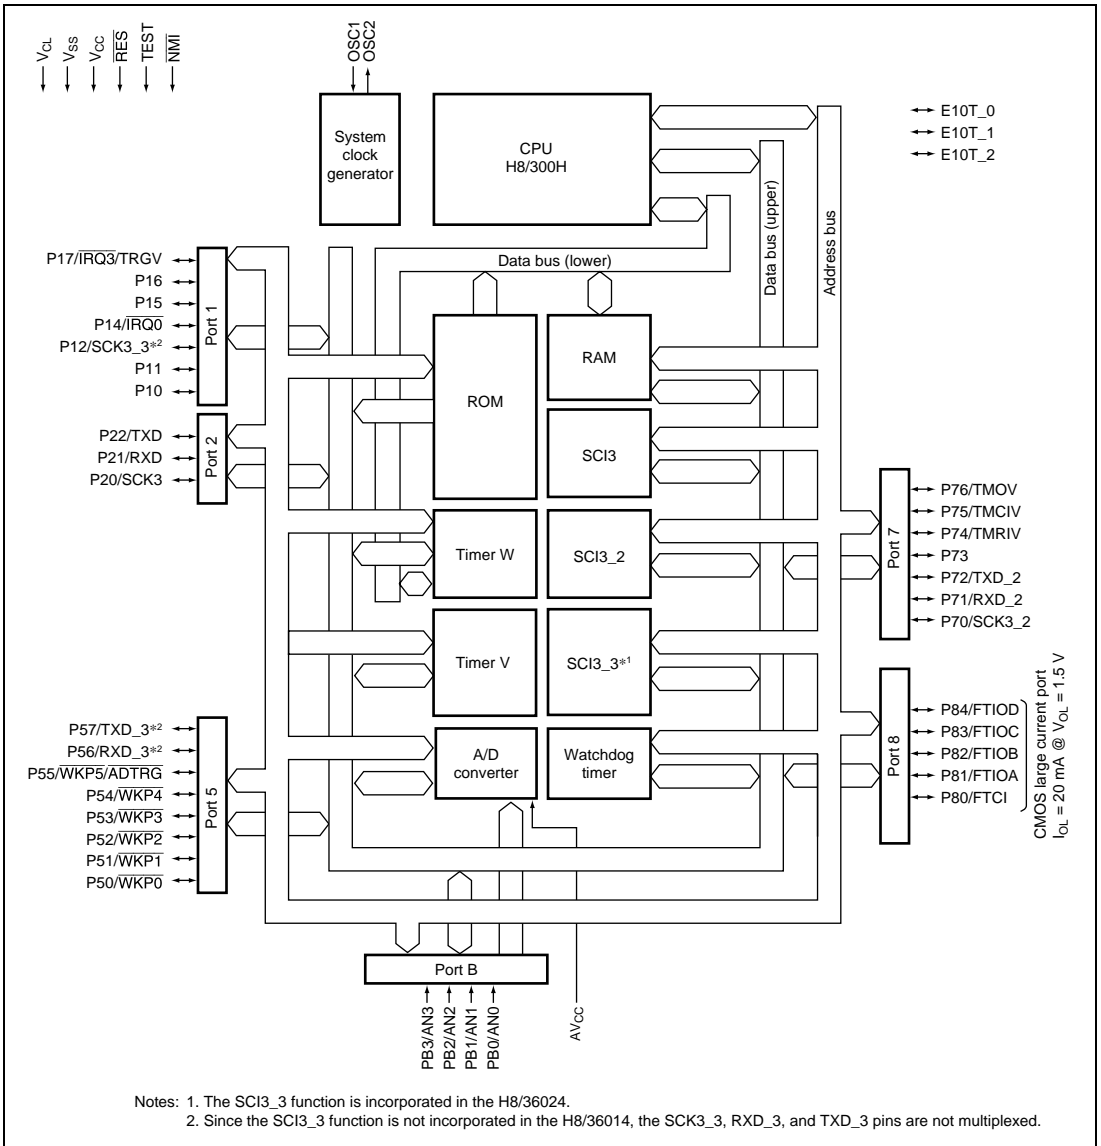 VCL
VSS
VCC
RES
TEST
NMI
OSC1
OSC2
System
clock
generator
CPU
H8/300H
E10T_0
E10T_1
E10T_2
Data bus (lower)
Data bus (upper)
Address bus
P17/IRQ3/TRGV
P16
P15
P14/IRQ0
P12/SCK3_3*2
P11
P10
Port 1
P22/TXD
P21/RXD
P20/SCK3
Port 2
ROM
RAM
SCI3
Timer W
SCI3_2
Timer V
SCI3_3*1
A/D
converter
Watchdog
timer
Port 7
P76/TMOV
P75/TMCIV
P74/TMRIV
P73
P72/TXD_2
P71/RXD_2
P70/SCK3_2
P57/TXD_3*2
P56/RXD_3*2
P55/WKP5/ADTRG
P54/WKP4
P53/WKP3
P52/WKP2
P51/WKP1
P50/WKP0
Port 5
Port 8
P84/FTIOD
P83/FTIOC
P82/FTIOB
P81/FTIOA
P80/FTCI
CMOS large current port
IOL = 20 mA @ VOL = 1.5 V
Port B
PB3/AN3
PB2/AN2
PB1/AN1
PB0/AN0
AVCC
Notes: 1. The SCI3_3 function is incorporated in the H8/36024.
2. Since the SCI3_3 function is not incorporated in the H8/36014, the SCK3_3, RXD_3, and TXD_3 pins are not multiplexed.